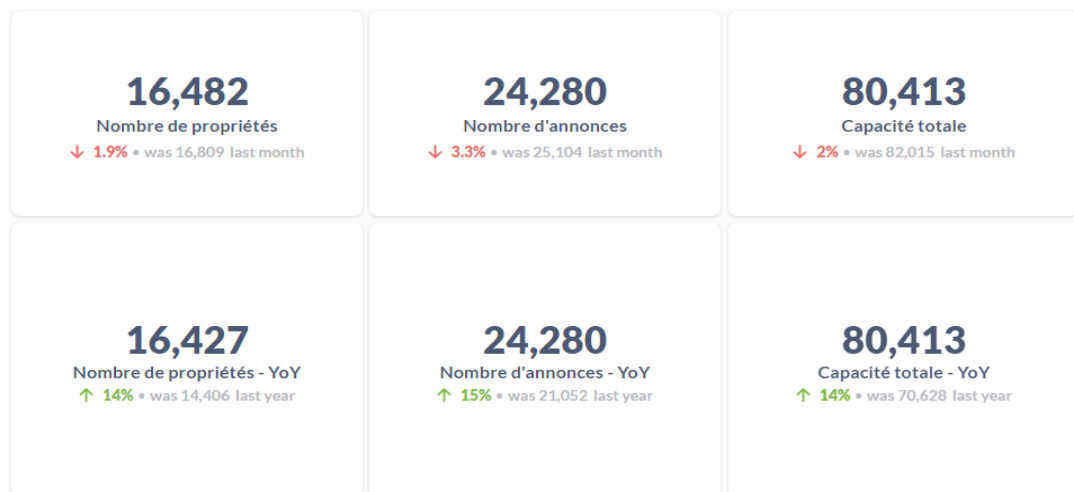 16,482
Nombre de propriétés
↓ 1.9% • was 16,809 last month
24,280
Nombre d'annonces
↓ 3.3% • was 25,104 last month
80,413
Capacité totale
↓ 2% • was 82,015 last month
16,427
Nombre de propriétés - YoY
↑ 14% • was 14,406 last year
24,280
Nombre d'annonces - YoY
↑ 15% • was 21,052 last year
80,413
Capacité totale - YoY
↑ 14% • was 70,628 last year